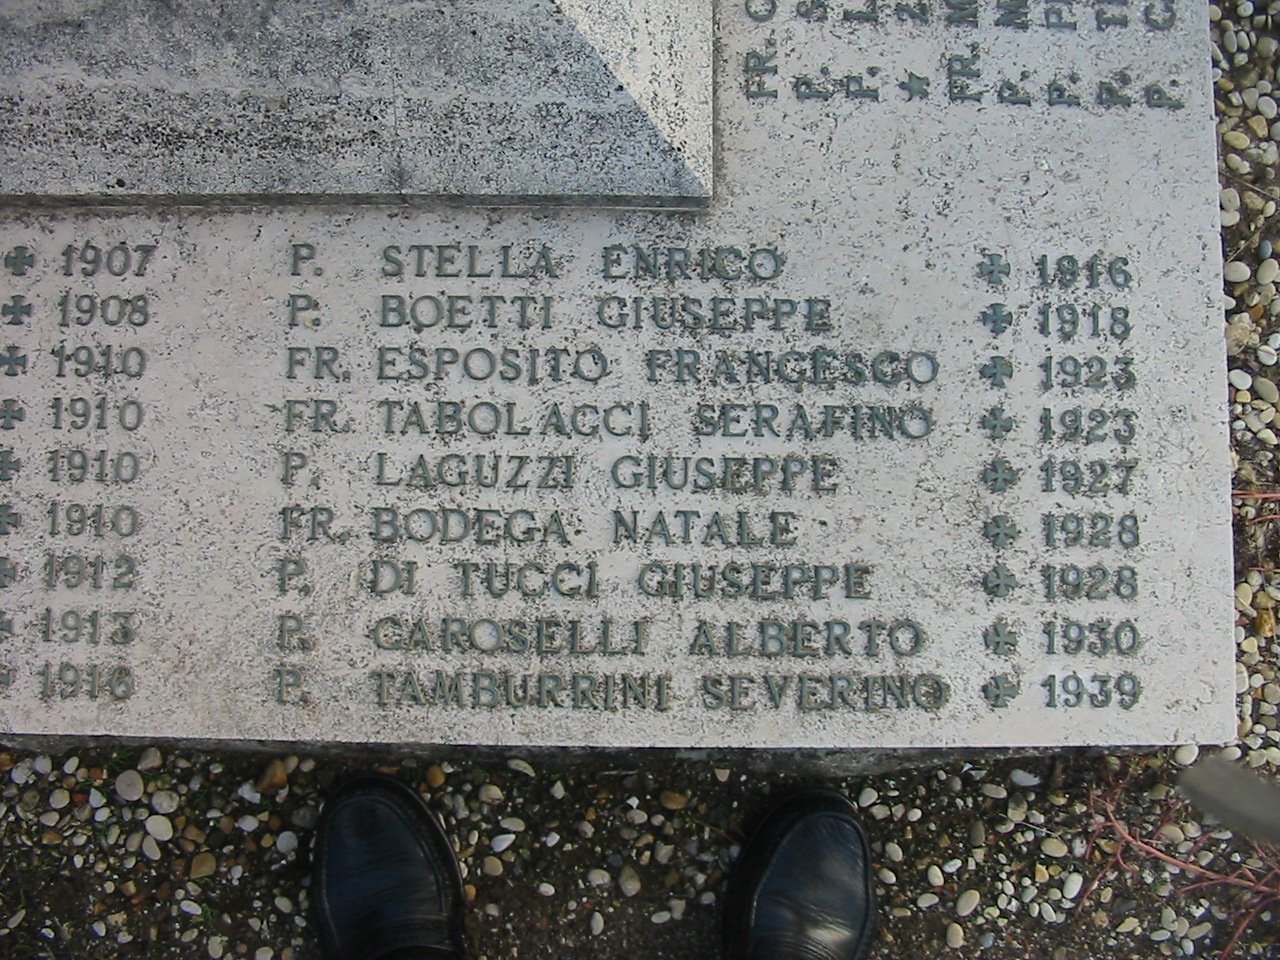 ✠ 1907 P. STELLA ENRICO ✠ 1916
✠ 1908 P. BOETTI GIUSEPPE ✠ 1918
✠ 1910 FR. ESPOSITO FRANCESCO ✠ 1923
✠ 1910 FR. TABOLACCI SERAFINO ✠ 1923
✠ 1910 P. LAGUZZI GIUSEPPE ✠ 1927
✠ 1910 FR. BODEGA NATALE ✠ 1928
✠ 1912 P. DI TUCCI GIUSEPPE ✠ 1928
✠ 1913 P. CAROSELLI ALBERTO ✠ 1930
✠ 1916 P. TAMBURRINI SEVERINO ✠ 1939
FR.
P.
P.
FR.
P.
P.
P.
P.